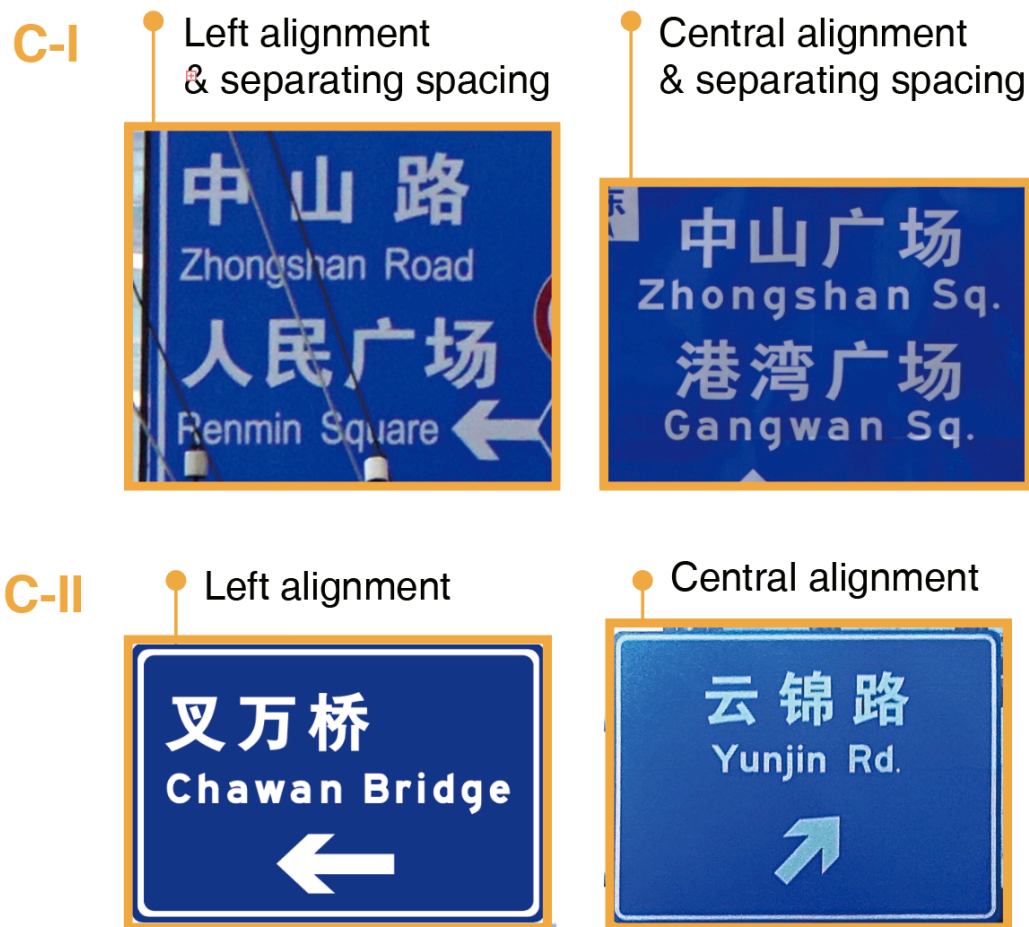 C-I
Left alignment
& separating spacing
Central alignment
& separating spacing
中山路
Zhongshan Road
人民广场
Renmin Square
中山广场
Zhongshan Sq.
港湾广场
Gangwan Sq.
C-II
Left alignment
Central alignment
叉万桥
Chawan Bridge
云锦路
Yunjin Rd.